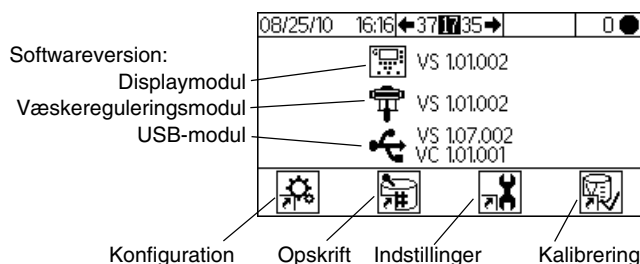 08/25/10 16:16 37 17 35 0
Softwareversion:
Displaymodul VS 1.01.002
Væskereguleringsmodul VS 1.01.002
USB-modul VS 1.07.002
VC 1.01.001
Konfiguration Opskrift Indstillinger Kalibrering